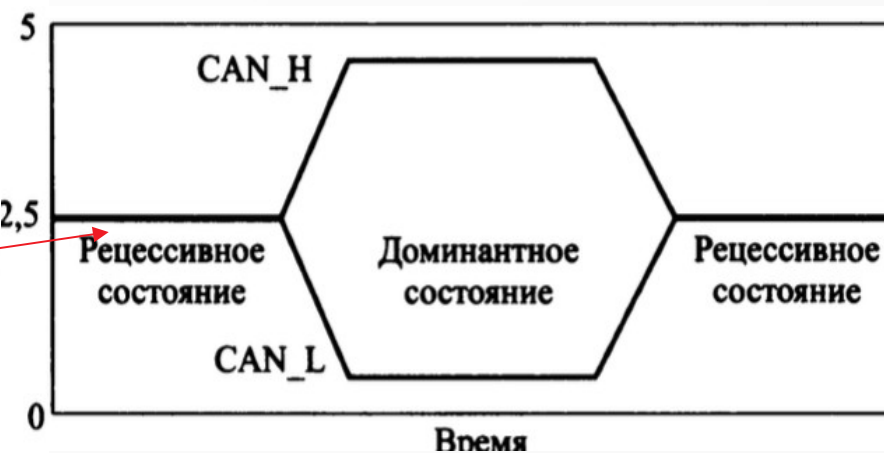 5
CAN_H
2,5
Рецессивное
состояние
Доминантное
состояние
Рецессивное
состояние
CAN_L
0
Время